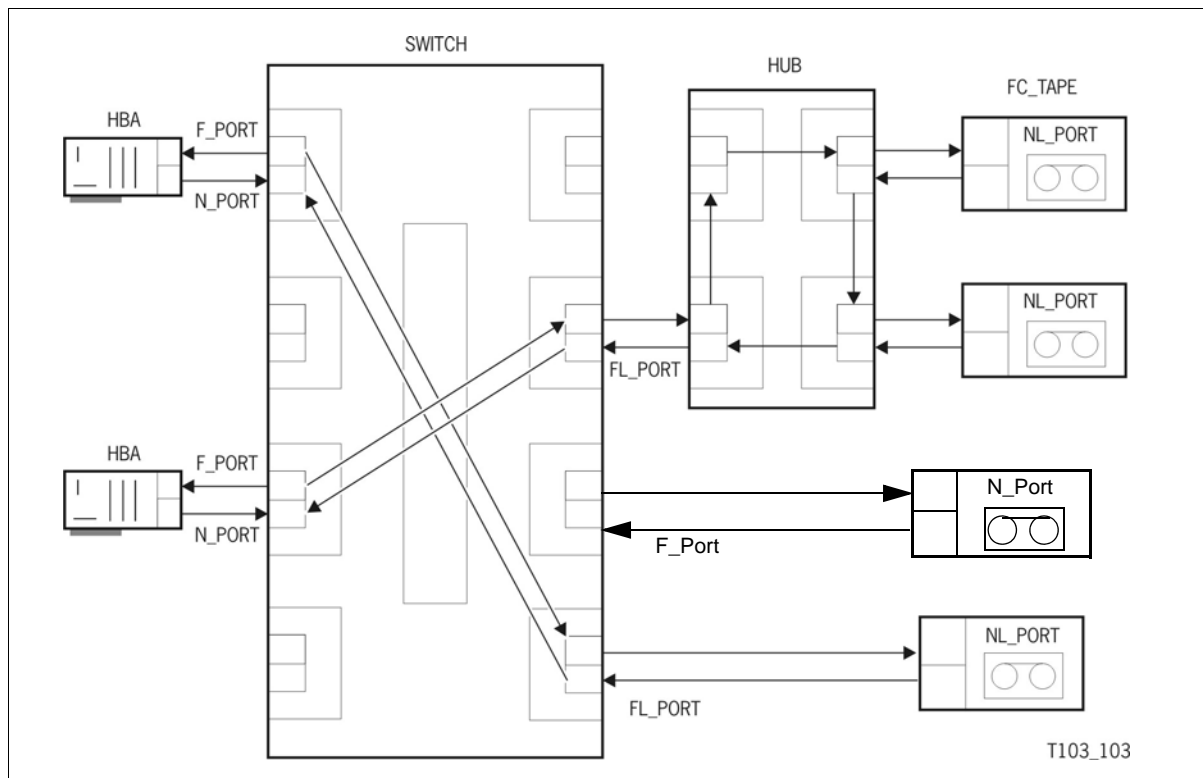 SWITCH
HUB
FC_TAPE
HBA
F_PORT
N_PORT
NL_PORT
NL_PORT
FL_PORT
HBA
F_PORT
N_PORT
N_Port
F_Port
NL_PORT
FL_PORT
T103_103